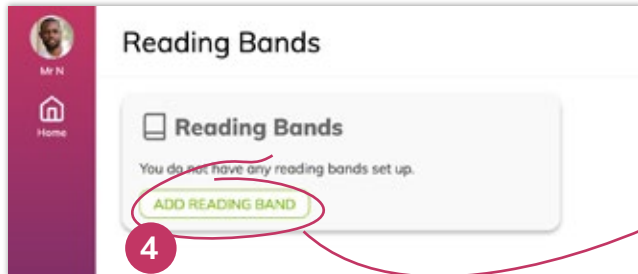 Reading Bands
Mr N
Home
Reading Bands
You do not have any reading bands set up.
ADD READING BAND
4